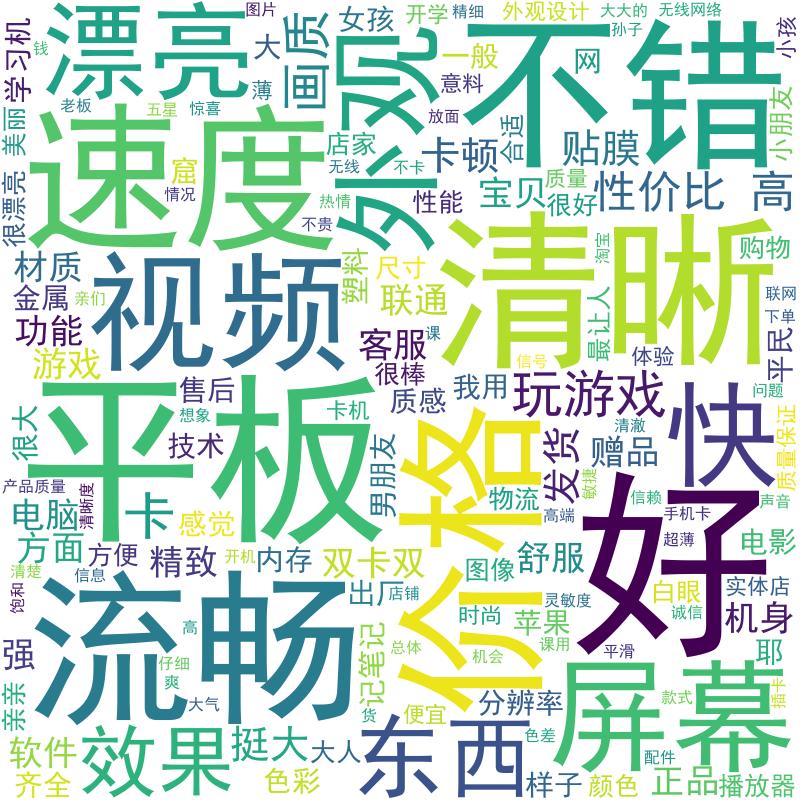 漂亮
图片
女孩
开学
精细
外观设计
大大的
无线网络
孙子
小孩
学习机
钱
大
画质
外观
一般
不错
网
老板
五星
惊喜
薄
意料
放面
小朋友
美丽
速度
店家
卡顿
合适
贴膜
窟
无线
不卡
情况
热情
性能
宝贝
质量
很好
性价比
高
很漂亮
不贵
材质
视频
塑料
尺寸
清晰
淘宝
购物
金属
亲们
联通
联网
功能
客服
课
最让人
下单
平民
游戏
很棒
信号
体验
平板
售后
质感
我用
玩游戏
快
问题
很大
想象
卡机
价格
清澈
质量保证
技术
男朋友
发货
赠品
产品质量
清晰度
敏捷
好
电脑
卡
感觉
物流
高端
信赖
手机卡
声音
方面
方便
精致
开机
内存
双卡双
图像
舒服
超薄
电影
清楚
信息
饱和
流畅
出厂
店铺
灵敏度
白眼
实体店
时尚
苹果
诚信
机身
高
记笔记
总体
课用
平滑
耶
强
仔细
爽
机会
屏幕
亲亲
大气
货
便宜
分辨率
款式
插卡
软件
效果
挺大
大人
东西
色差
配件
齐全
色彩
样子
颜色
正品
播放器